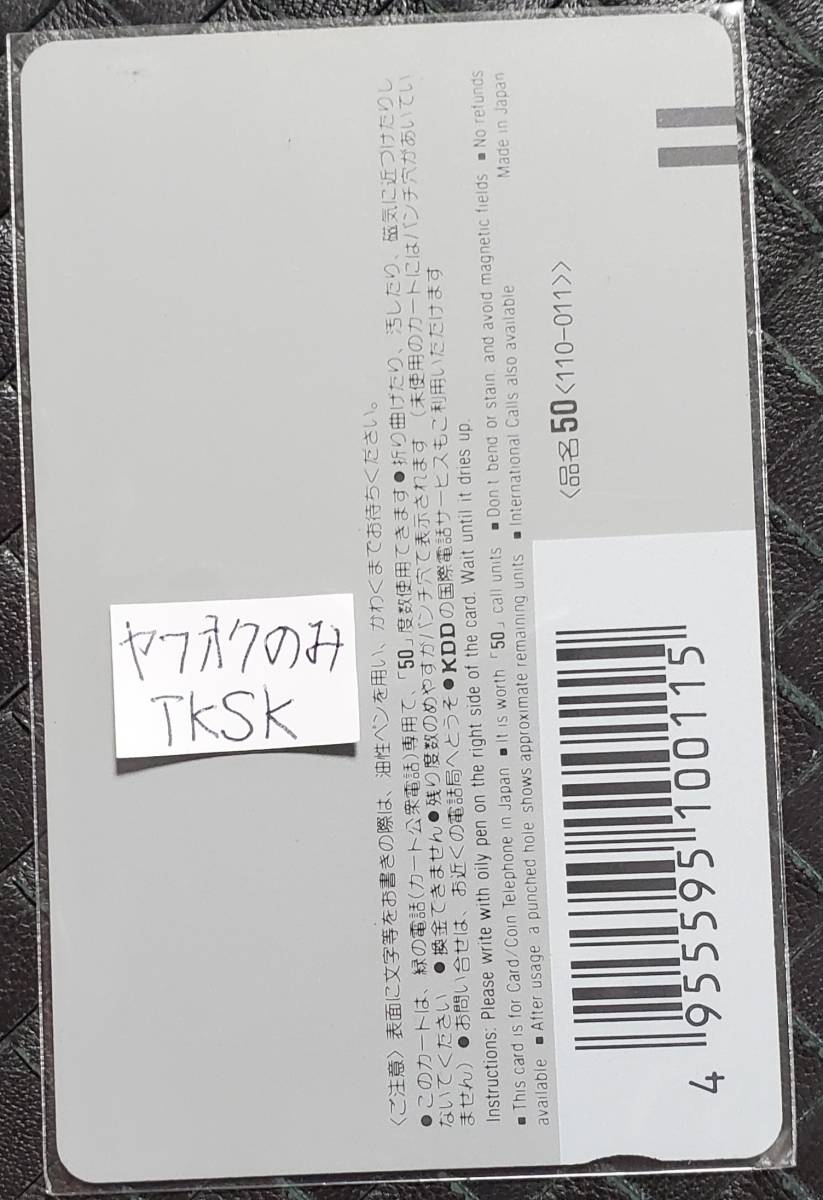 ヤフオクのみ
TKSK
〈ご注意〉表面に文字等をお書きの際は、油性ペンを用い、かわくまでお待ちください。
●このカードは、緑の電話(カード公衆電話)専用で、「50」度数使用できます●折り曲げたり、汚したり、磁気に近づけたりし
ないでください ●換金できません●残り度数のめやすがパンチ穴で表示されます (未使用のカードにはパンチ穴があいてい
ません) ●お問い合せは、お近くの電話局へどうぞ●KDDの国際電話サービスもご利用いただけます
Instructions: Please write with oily pen on the right side of the card. Wait until it dries up.
■This card is for Card/Coin Telephone in Japan ■It is worth「50」call units ■Don't bend or stain. and avoid magnetic fields ■No refunds
available ■After usage a punched hole shows approximate remaining units ■International Calls also available Made in Japan
〈品名50<110-011>〉
4 955595 100115